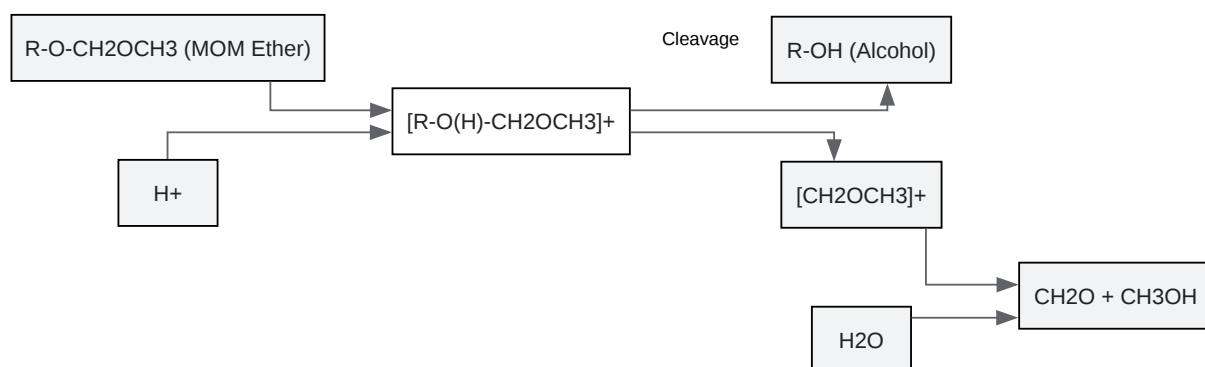 R-O-CH2OCH3 (MOM Ether)
Cleavage
R-OH (Alcohol)
[R-O(H)-CH2OCH3]+
H+
[CH2OCH3]+
CH2O + CH3OH
H2O